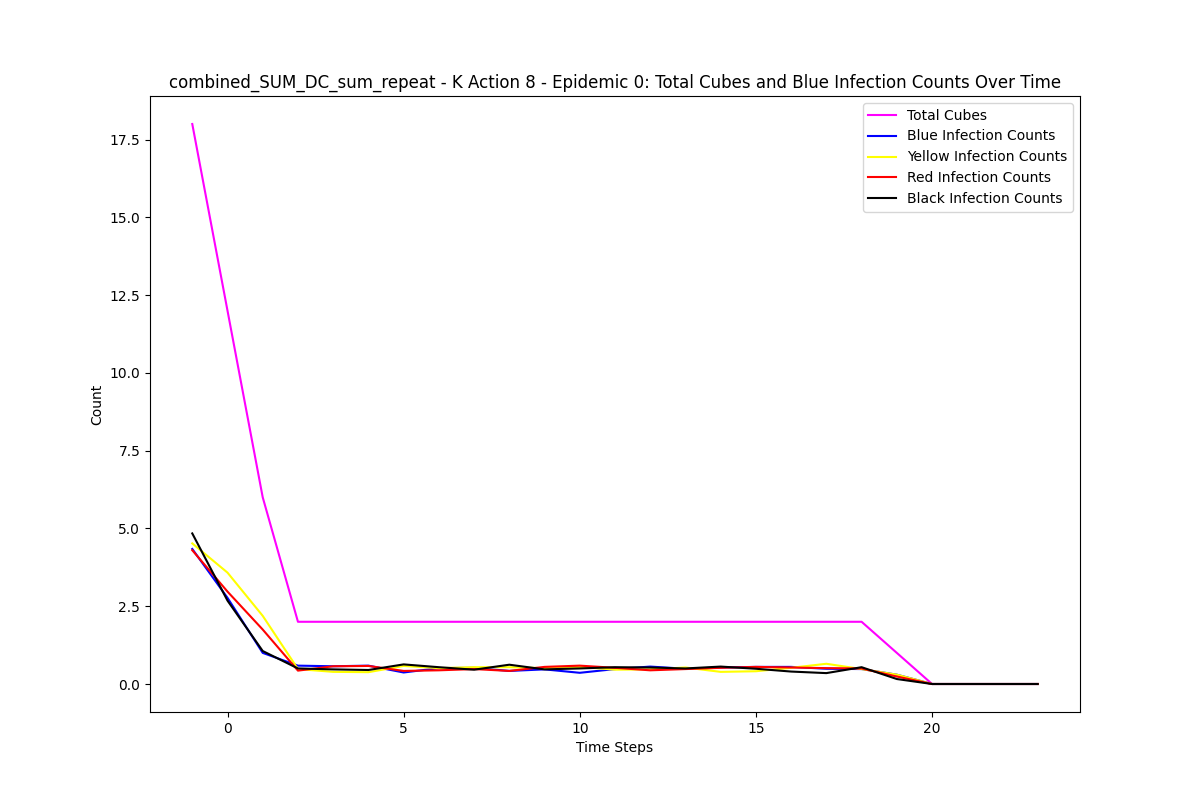 combined_SUM_DC_sum_repeat - K Action 8 - Epidemic 0: Total Cubes and Blue Infection Counts Over Time
Total Cubes
Blue Infection Counts
Yellow Infection Counts
Red Infection Counts
Black Infection Counts
17.5
15.0
12.5
10.0
7.5
5.0
2.5
0.0
Count
0 5 10 15 20
Time Steps